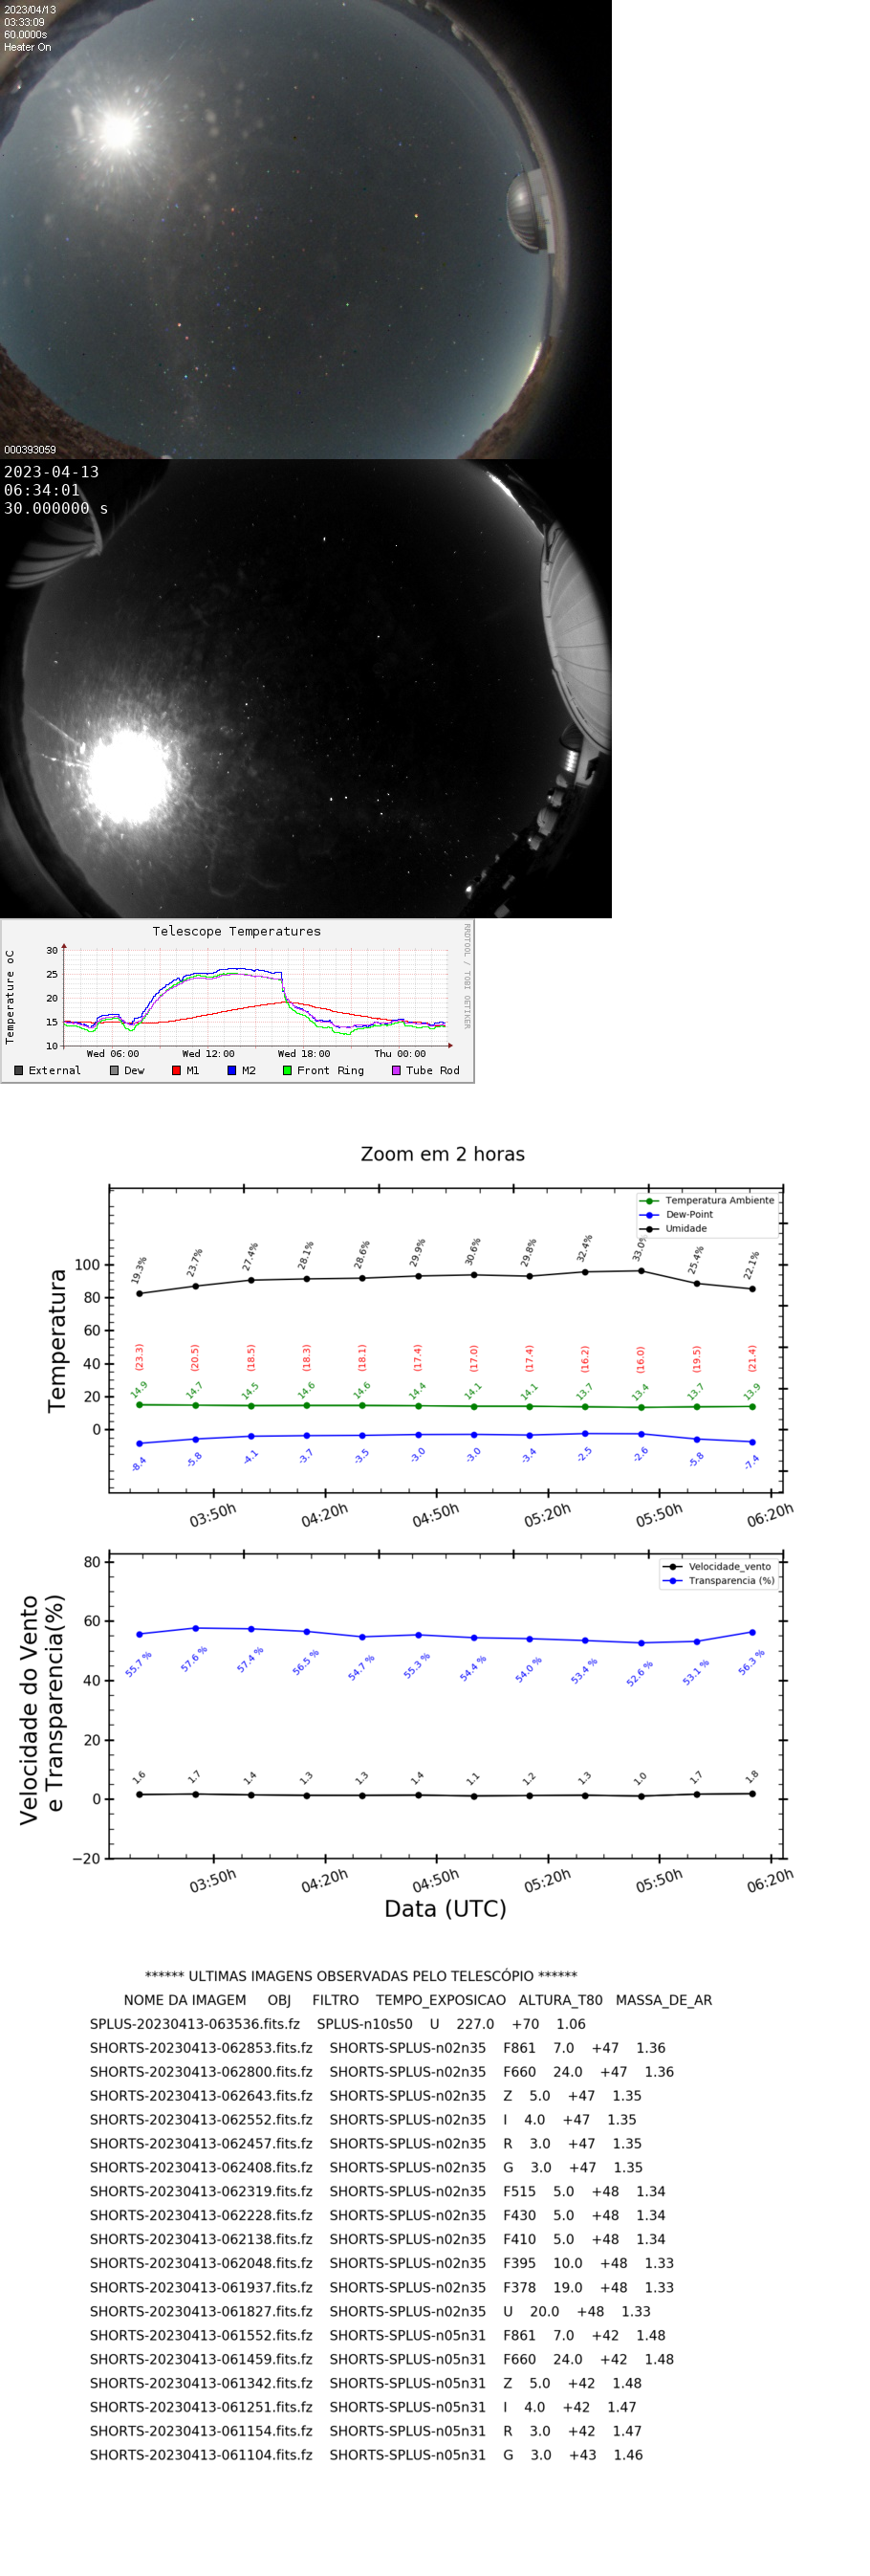 2023/04/13
03:33:09
60.0000s
Heater On
000393059
2023-04-13
06:34:01
30.000000 s
Telescope Temperatures
RRDTOOL / TOBI OETIKER
Temperature oC
30
25
20
15
10
Wed 06:00 Wed 12:00 Wed 18:00 Thu 00:00
External Dew M1 M2 Front Ring Tube Rod
Zoom em 2 horas
Temperatura Ambiente
Dew-Point
Umidade
Temperatura
100
80
60
40
20
0
19.3% 23.7% 27.4% 28.1% 28.6% 29.9% 30.6% 29.8% 32.4% 33.0% 25.4% 22.1%
(23.3) (20.5) (18.5) (18.3) (18.1) (17.4) (17.0) (17.4) (16.2) (16.0) (19.5) (21.4)
14.9 14.7 14.5 14.6 14.6 14.4 14.1 14.1 13.7 13.4 13.7 13.9
-8.4 -5.8 -4.1 -3.7 -3.5 -3.0 -3.0 -3.4 -2.5 -2.6 -5.8 -7.4
03:50h 04:20h 04:50h 05:20h 05:50h 06:20h
Velocidade_vento
Transparencia (%)
Velocidade do Vento
e Transparencia(%)
80
60
40
20
0
−20
55.7 % 57.6 % 57.4 % 56.5 % 54.7 % 55.3 % 54.4 % 54.0 % 53.4 % 52.6 % 53.1 % 56.3 %
1.6 1.7 1.4 1.3 1.3 1.4 1.1 1.2 1.3 1.0 1.7 1.8
03:50h 04:20h 04:50h 05:20h 05:50h 06:20h
Data (UTC)
****** ULTIMAS IMAGENS OBSERVADAS PELO TELESCÓPIO ******
NOME DA IMAGEM OBJ FILTRO TEMPO_EXPOSICAO ALTURA_T80 MASSA_DE_AR
SPLUS-20230413-063536.fits.fz SPLUS-n10s50 U 227.0 +70 1.06
SHORTS-20230413-062853.fits.fz SHORTS-SPLUS-n02n35 F861 7.0 +47 1.36
SHORTS-20230413-062800.fits.fz SHORTS-SPLUS-n02n35 F660 24.0 +47 1.36
SHORTS-20230413-062643.fits.fz SHORTS-SPLUS-n02n35 Z 5.0 +47 1.35
SHORTS-20230413-062552.fits.fz SHORTS-SPLUS-n02n35 I 4.0 +47 1.35
SHORTS-20230413-062457.fits.fz SHORTS-SPLUS-n02n35 R 3.0 +47 1.35
SHORTS-20230413-062408.fits.fz SHORTS-SPLUS-n02n35 G 3.0 +47 1.35
SHORTS-20230413-062319.fits.fz SHORTS-SPLUS-n02n35 F515 5.0 +48 1.34
SHORTS-20230413-062228.fits.fz SHORTS-SPLUS-n02n35 F430 5.0 +48 1.34
SHORTS-20230413-062138.fits.fz SHORTS-SPLUS-n02n35 F410 5.0 +48 1.34
SHORTS-20230413-062048.fits.fz SHORTS-SPLUS-n02n35 F395 10.0 +48 1.33
SHORTS-20230413-061937.fits.fz SHORTS-SPLUS-n02n35 F378 19.0 +48 1.33
SHORTS-20230413-061827.fits.fz SHORTS-SPLUS-n02n35 U 20.0 +48 1.33
SHORTS-20230413-061552.fits.fz SHORTS-SPLUS-n05n31 F861 7.0 +42 1.48
SHORTS-20230413-061459.fits.fz SHORTS-SPLUS-n05n31 F660 24.0 +42 1.48
SHORTS-20230413-061342.fits.fz SHORTS-SPLUS-n05n31 Z 5.0 +42 1.48
SHORTS-20230413-061251.fits.fz SHORTS-SPLUS-n05n31 I 4.0 +42 1.47
SHORTS-20230413-061154.fits.fz SHORTS-SPLUS-n05n31 R 3.0 +42 1.47
SHORTS-20230413-061104.fits.fz SHORTS-SPLUS-n05n31 G 3.0 +43 1.46